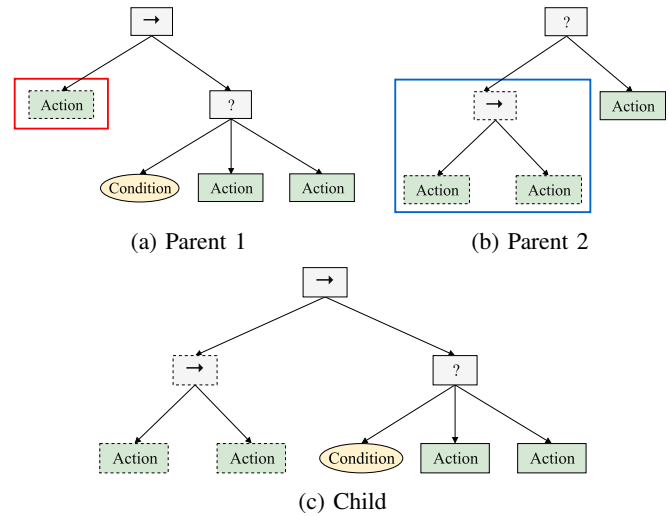 →
?
Action
?
→
Action
Condition
Action
Action
Action
Action
(a) Parent 1
(b) Parent 2
→
→
?
Action
Action
Condition
Action
Action
(c) Child